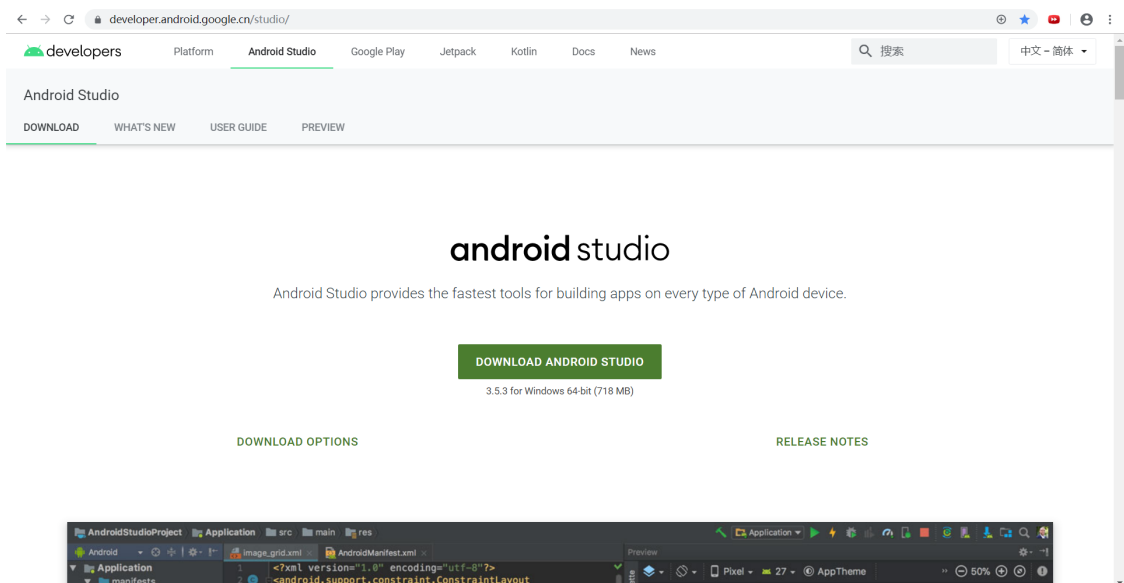 developer.android.google.cn/studio/
developers Platform Android Studio Google Play Jetpack Kotlin Docs News 搜索 中文 – 简体
Android Studio
DOWNLOAD WHAT'S NEW USER GUIDE PREVIEW
android studio
Android Studio provides the fastest tools for building apps on every type of Android device.
DOWNLOAD ANDROID STUDIO
3.5.3 for Windows 64-bit (718 MB)
DOWNLOAD OPTIONS RELEASE NOTES
AndroidStudioProject Application src main res Application
Android image_grid.xml AndroidManifest.xml Preview
Application 1 <?xml version="1.0" encoding="utf-8"?>
manifests 2 <android.support.constraint.ConstraintLayout Pixel 27 AppTheme 50%